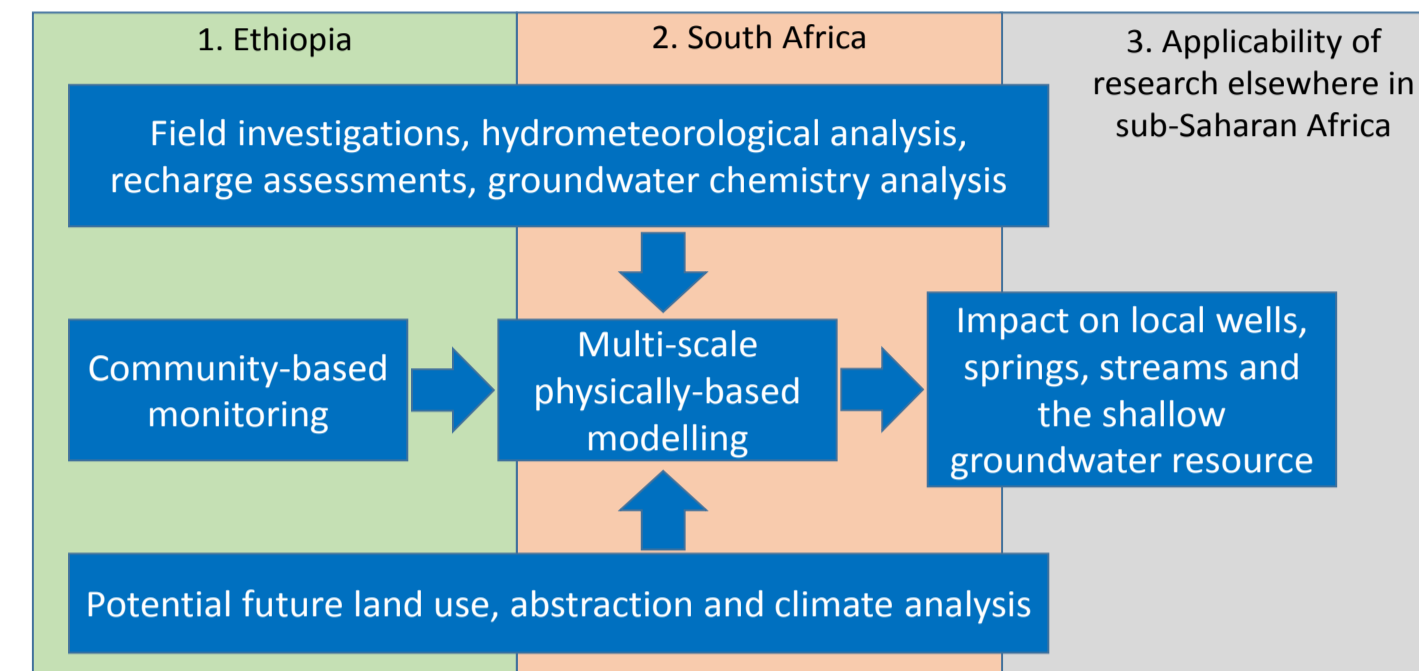 1. Ethiopia
2. South Africa
3. Applicability of
research elsewhere in
sub-Saharan Africa
Field investigations, hydrometeorological analysis,
recharge assessments, groundwater chemistry analysis
Community-based
monitoring
Multi-scale
physically-based
modelling
Impact on local wells,
springs, streams and
the shallow
groundwater resource
Potential future land use, abstraction and climate analysis